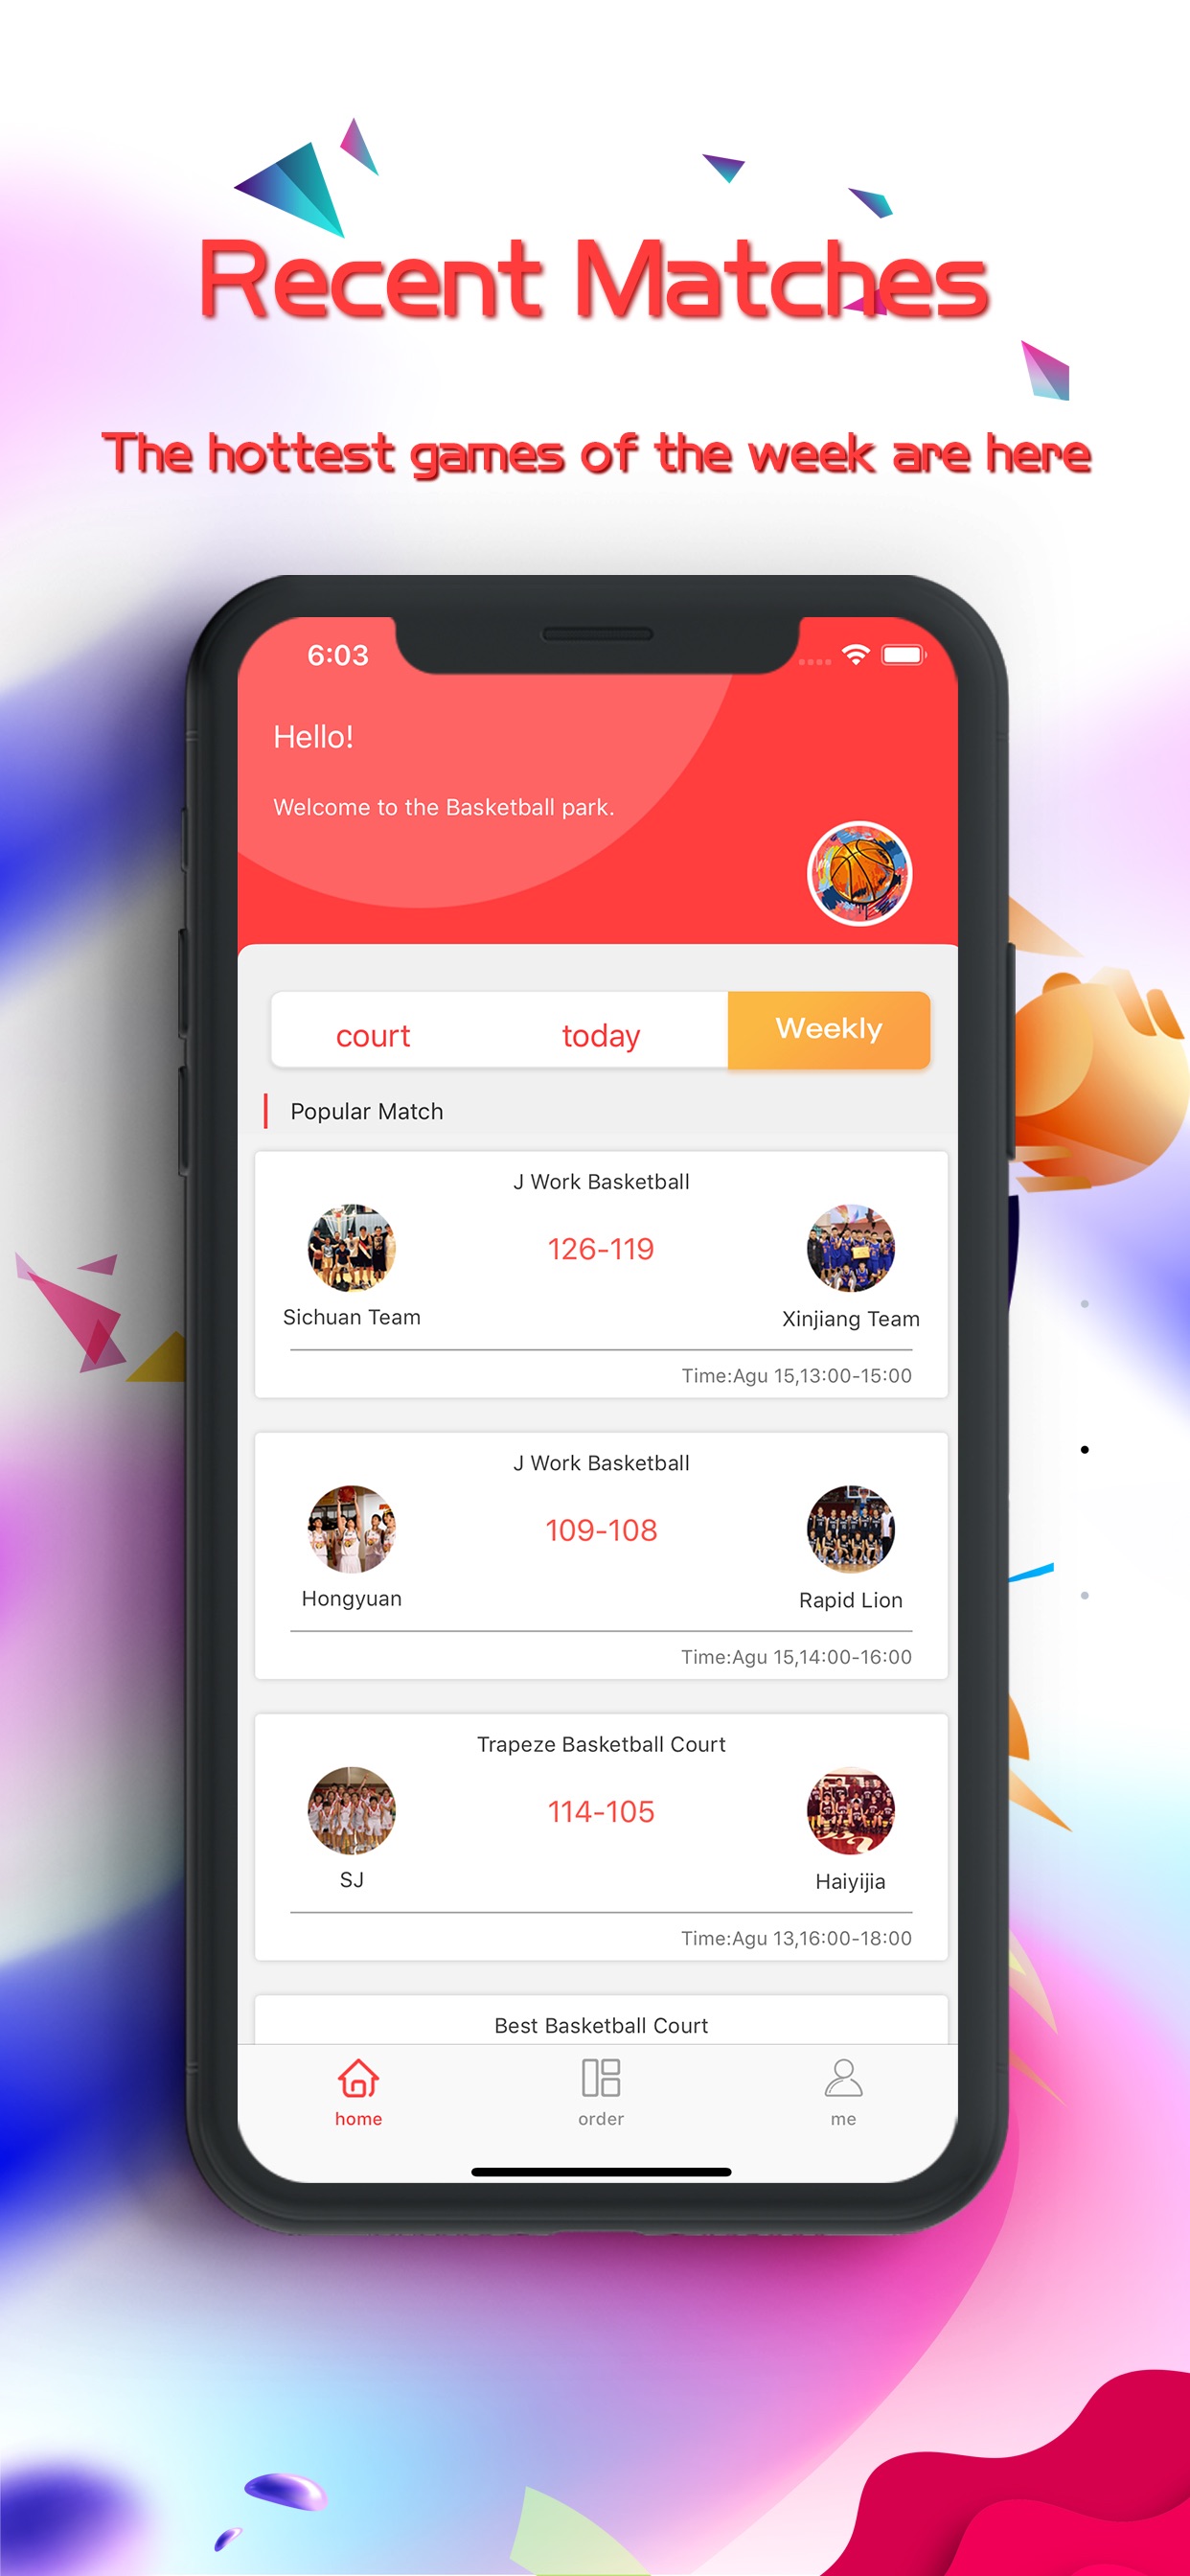 Recent Matches
The hottest games of the week are here
6:03
Hello!
Welcome to the Basketball park.
court today Weekly
Popular Match
J Work Basketball
126-119
Sichuan Team Xinjiang Team
Time:Agu 15,13:00-15:00
J Work Basketball
109-108
Hongyuan Rapid Lion
Time:Agu 15,14:00-16:00
Trapeze Basketball Court
114-105
SJ Haiyijia
Time:Agu 13,16:00-18:00
Best Basketball Court
home order me